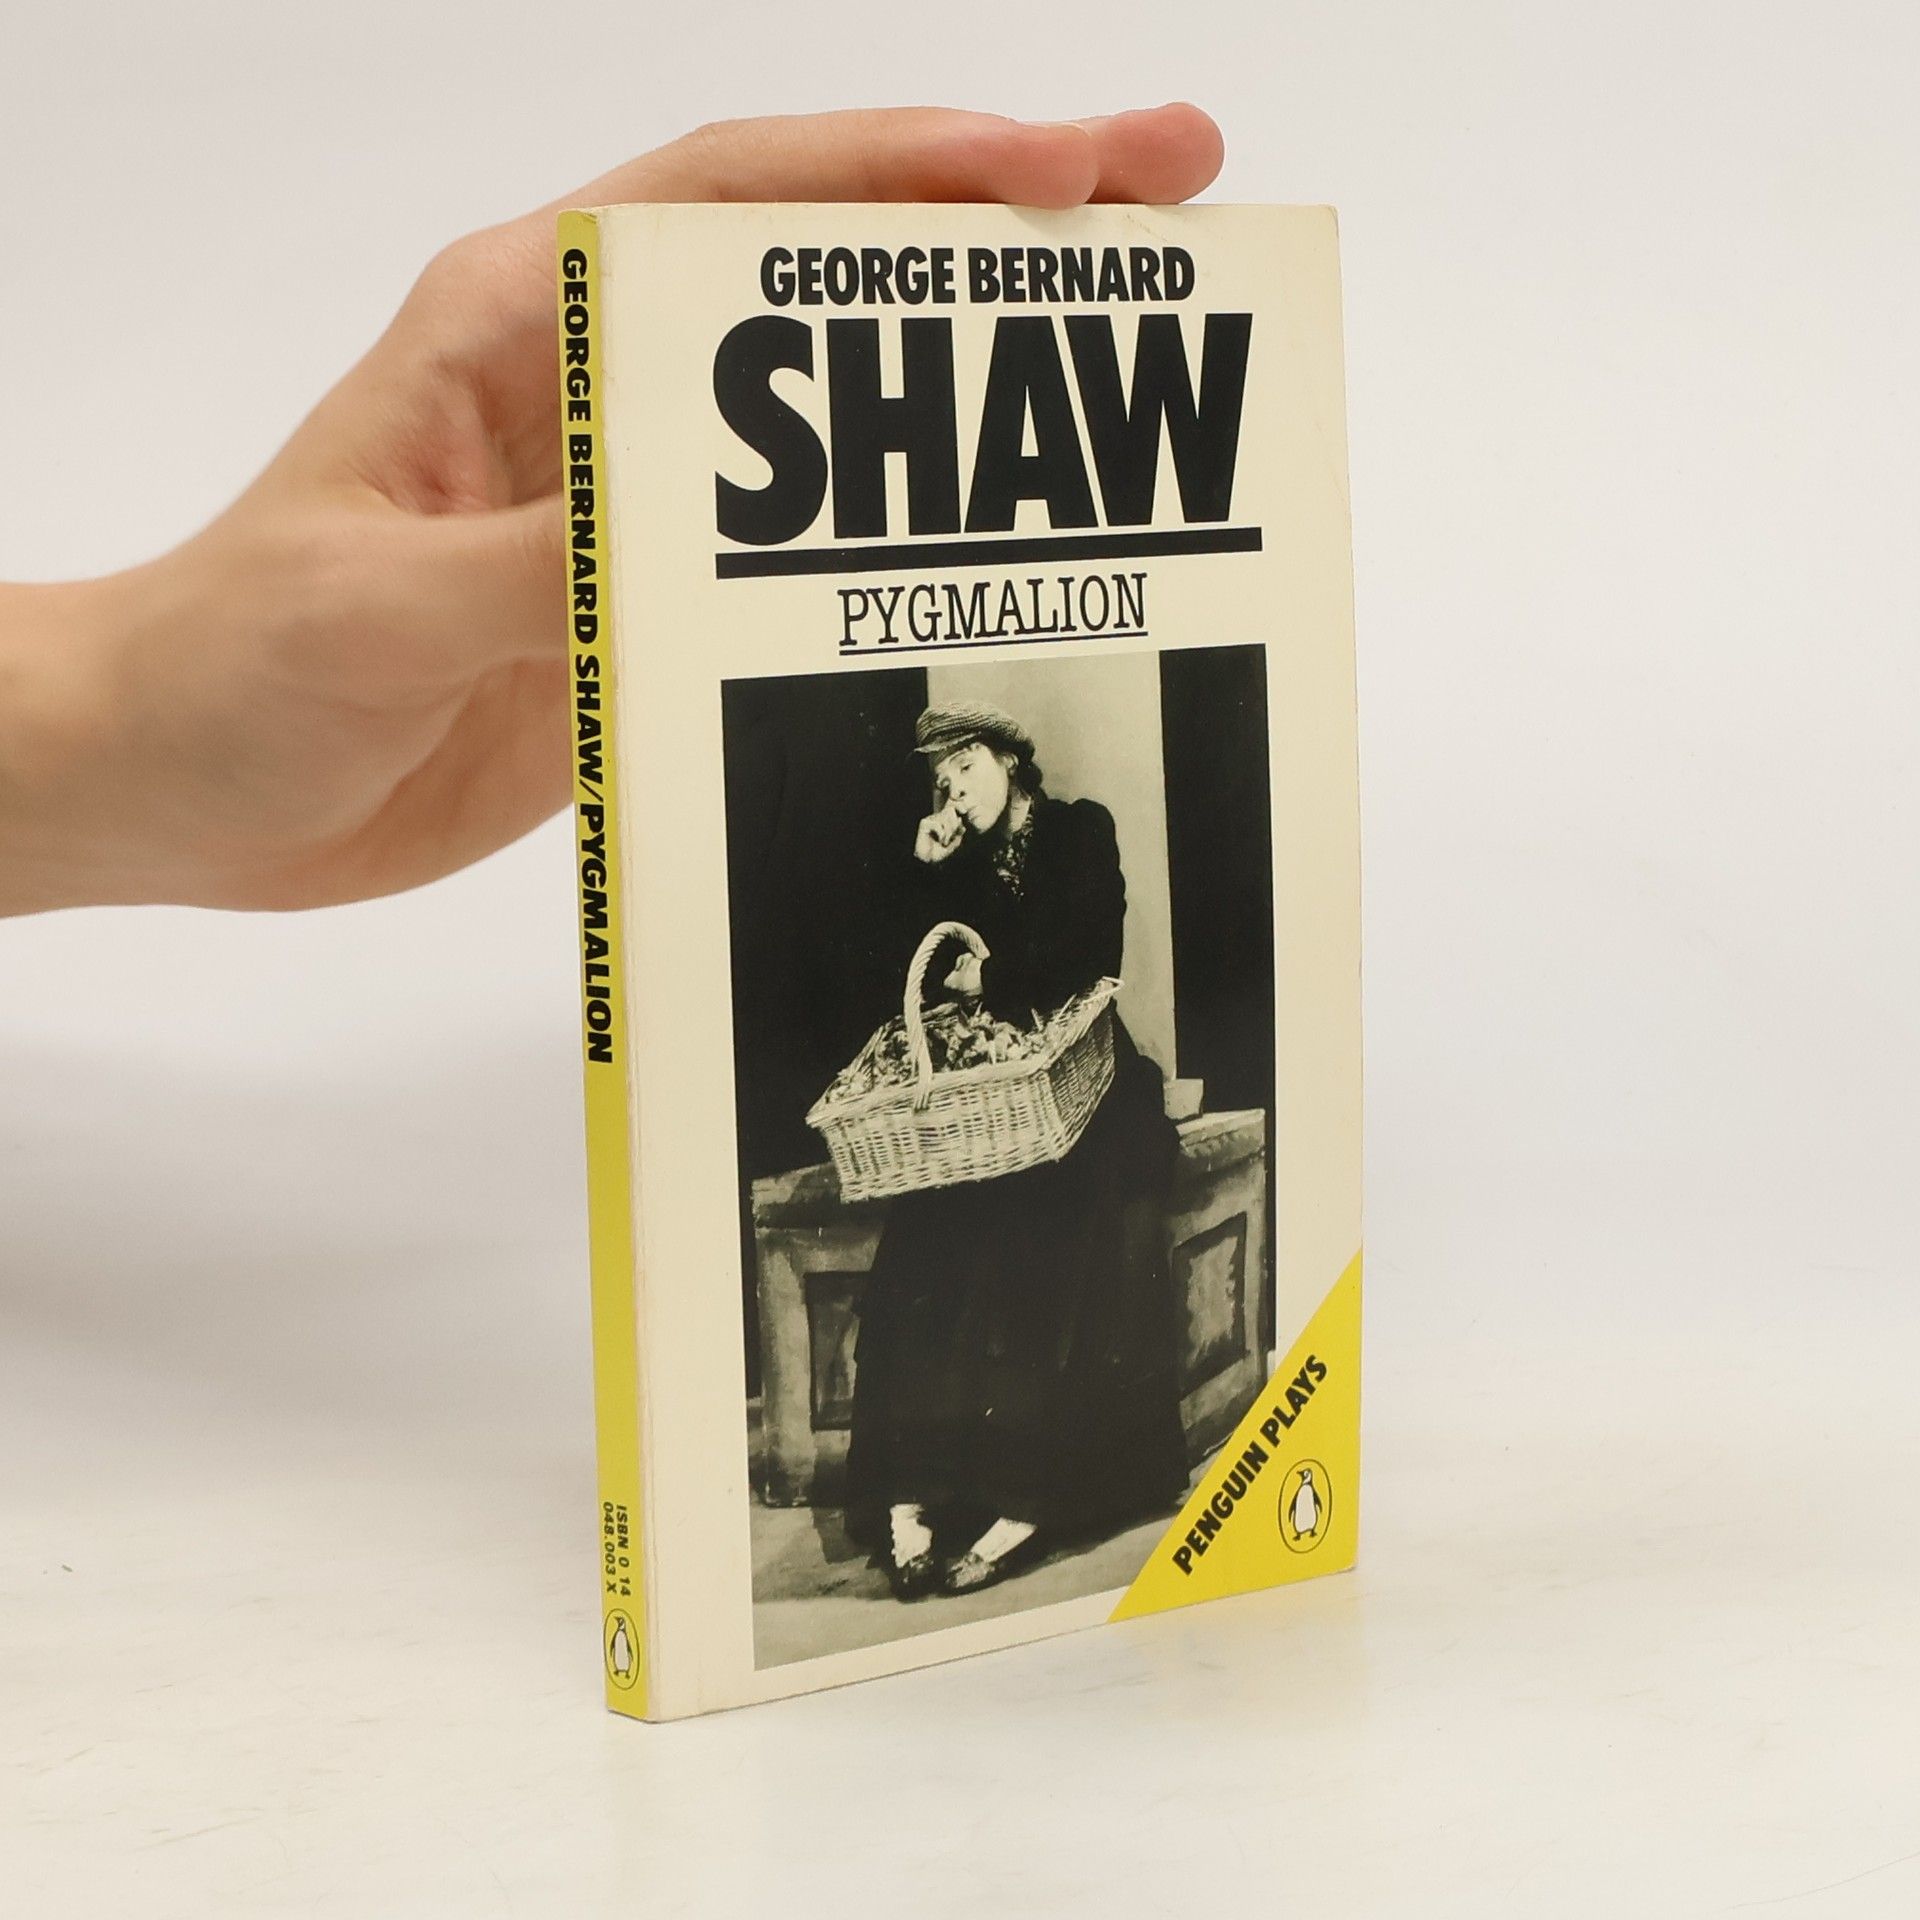 GEORGE BERNARD
SHAW
PYGMALION
PENGUIN PLAYS
GEORGE BERNARD SHAW/PYGMALION
ISBN 0 14
048.003 X